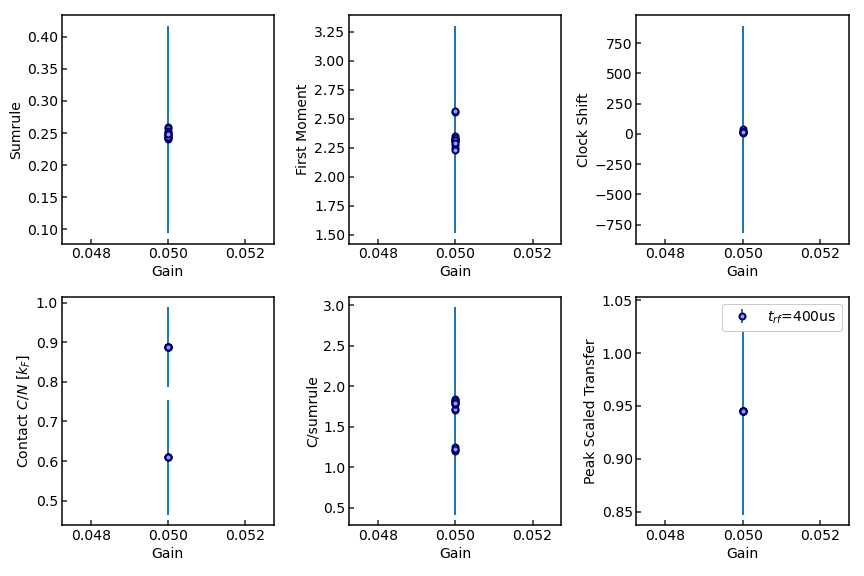 Sumrule
0.40
0.35
0.30
0.25
0.20
0.15
0.10
0.048 0.050 0.052
Gain
First Moment
3.25
3.00
2.75
2.50
2.25
2.00
1.75
1.50
0.048 0.050 0.052
Gain
Clock Shift
750
500
250
0
−250
−500
−750
0.048 0.050 0.052
Gain
Contact C/N [k_F]
1.0
0.9
0.8
0.7
0.6
0.5
0.048 0.050 0.052
Gain
C/sumrule
3.0
2.5
2.0
1.5
1.0
0.5
0.048 0.050 0.052
Gain
Peak Scaled Transfer
1.05
1.00
0.95
0.90
0.85
t_rf=400us
0.048 0.050 0.052
Gain